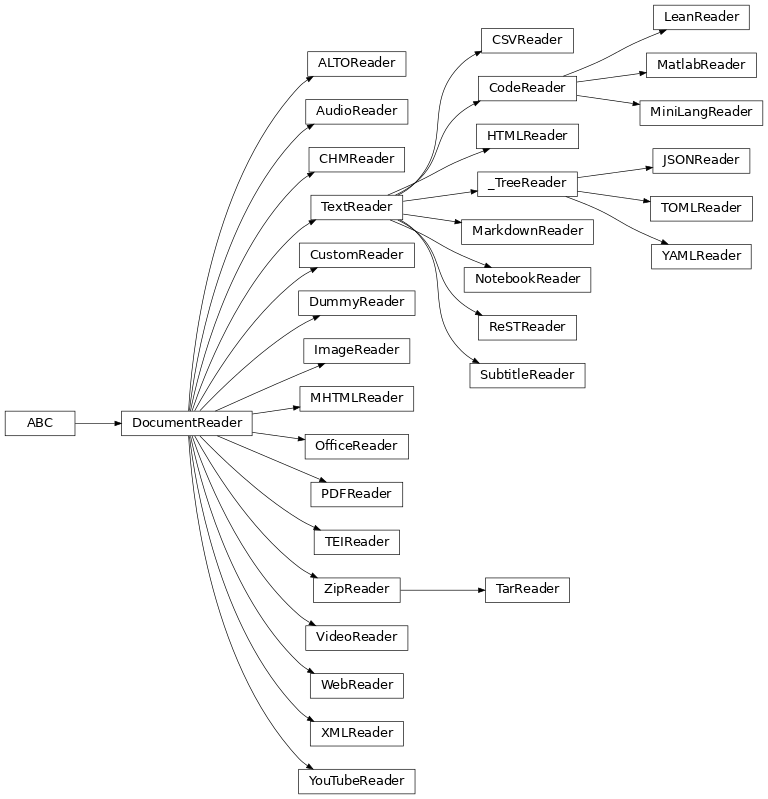 ABC
DocumentReader
ALTOReader
AudioReader
CHMReader
TextReader
CustomReader
DummyReader
ImageReader
MHTMLReader
OfficeReader
PDFReader
TEIReader
ZipReader
VideoReader
WebReader
XMLReader
YouTubeReader
CSVReader
CodeReader
HTMLReader
_TreeReader
MarkdownReader
NotebookReader
ReSTReader
SubtitleReader
TarReader
LeanReader
MatlabReader
MiniLangReader
JSONReader
TOMLReader
YAMLReader